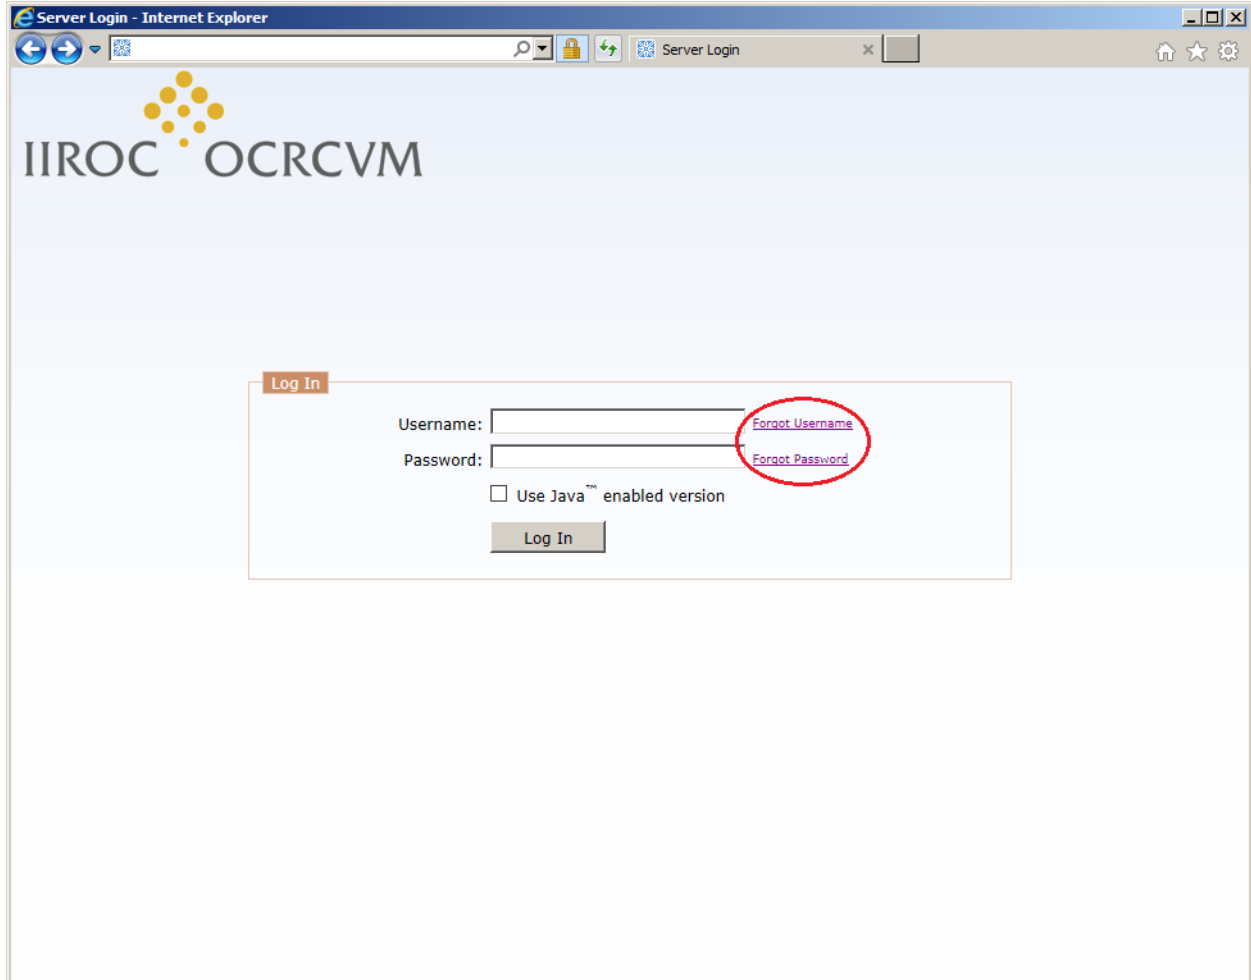 Server Login - Internet Explorer
Server Login
IIROC OCRCVM
Log In
Username: Forgot Username
Password: Forgot Password
Use Java™ enabled version
Log In